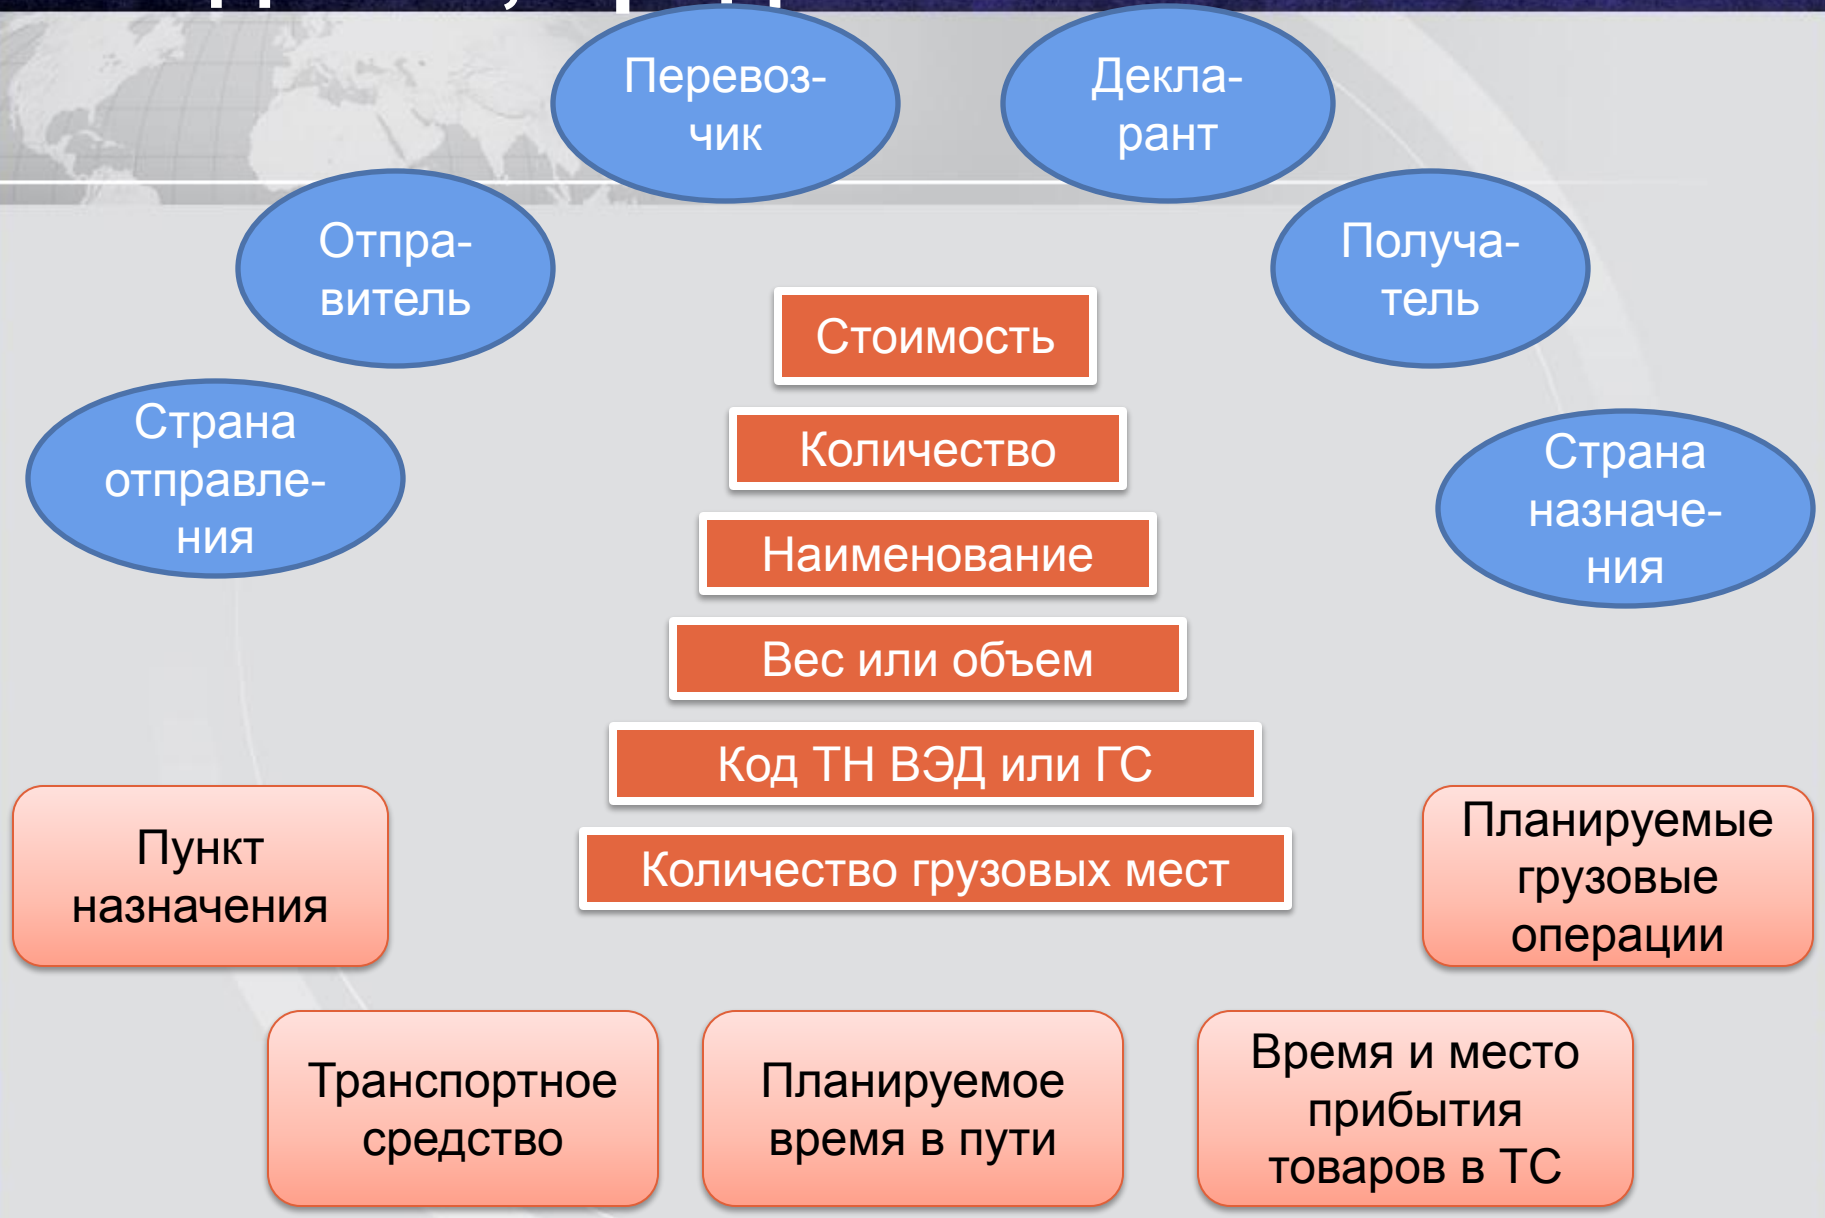 Перевоз-
чик
Декла-
рант
Отпра-
витель
Получа-
тель
Стоимость
Страна
отправле-
ния
Количество
Страна
назначе-
ния
Наименование
Вес или объем
Код ТН ВЭД или ГС
Количество грузовых мест
Пункт
назначения
Планируемые
грузовые
операции
Транспортное
средство
Планируемое
время в пути
Время и место
прибытия
товаров в ТС